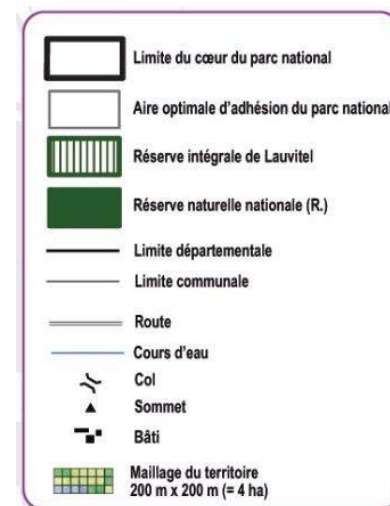 Limite du cœur du parc national
Aire optimale d'adhésion du parc national
Réserve intégrale de Lauvitel
Réserve naturelle nationale (R.)
Limite départementale
Limite communale
Route
Cours d'eau
Col
Sommet
Bâti
Maillage du territoire
200 m x 200 m (= 4 ha)